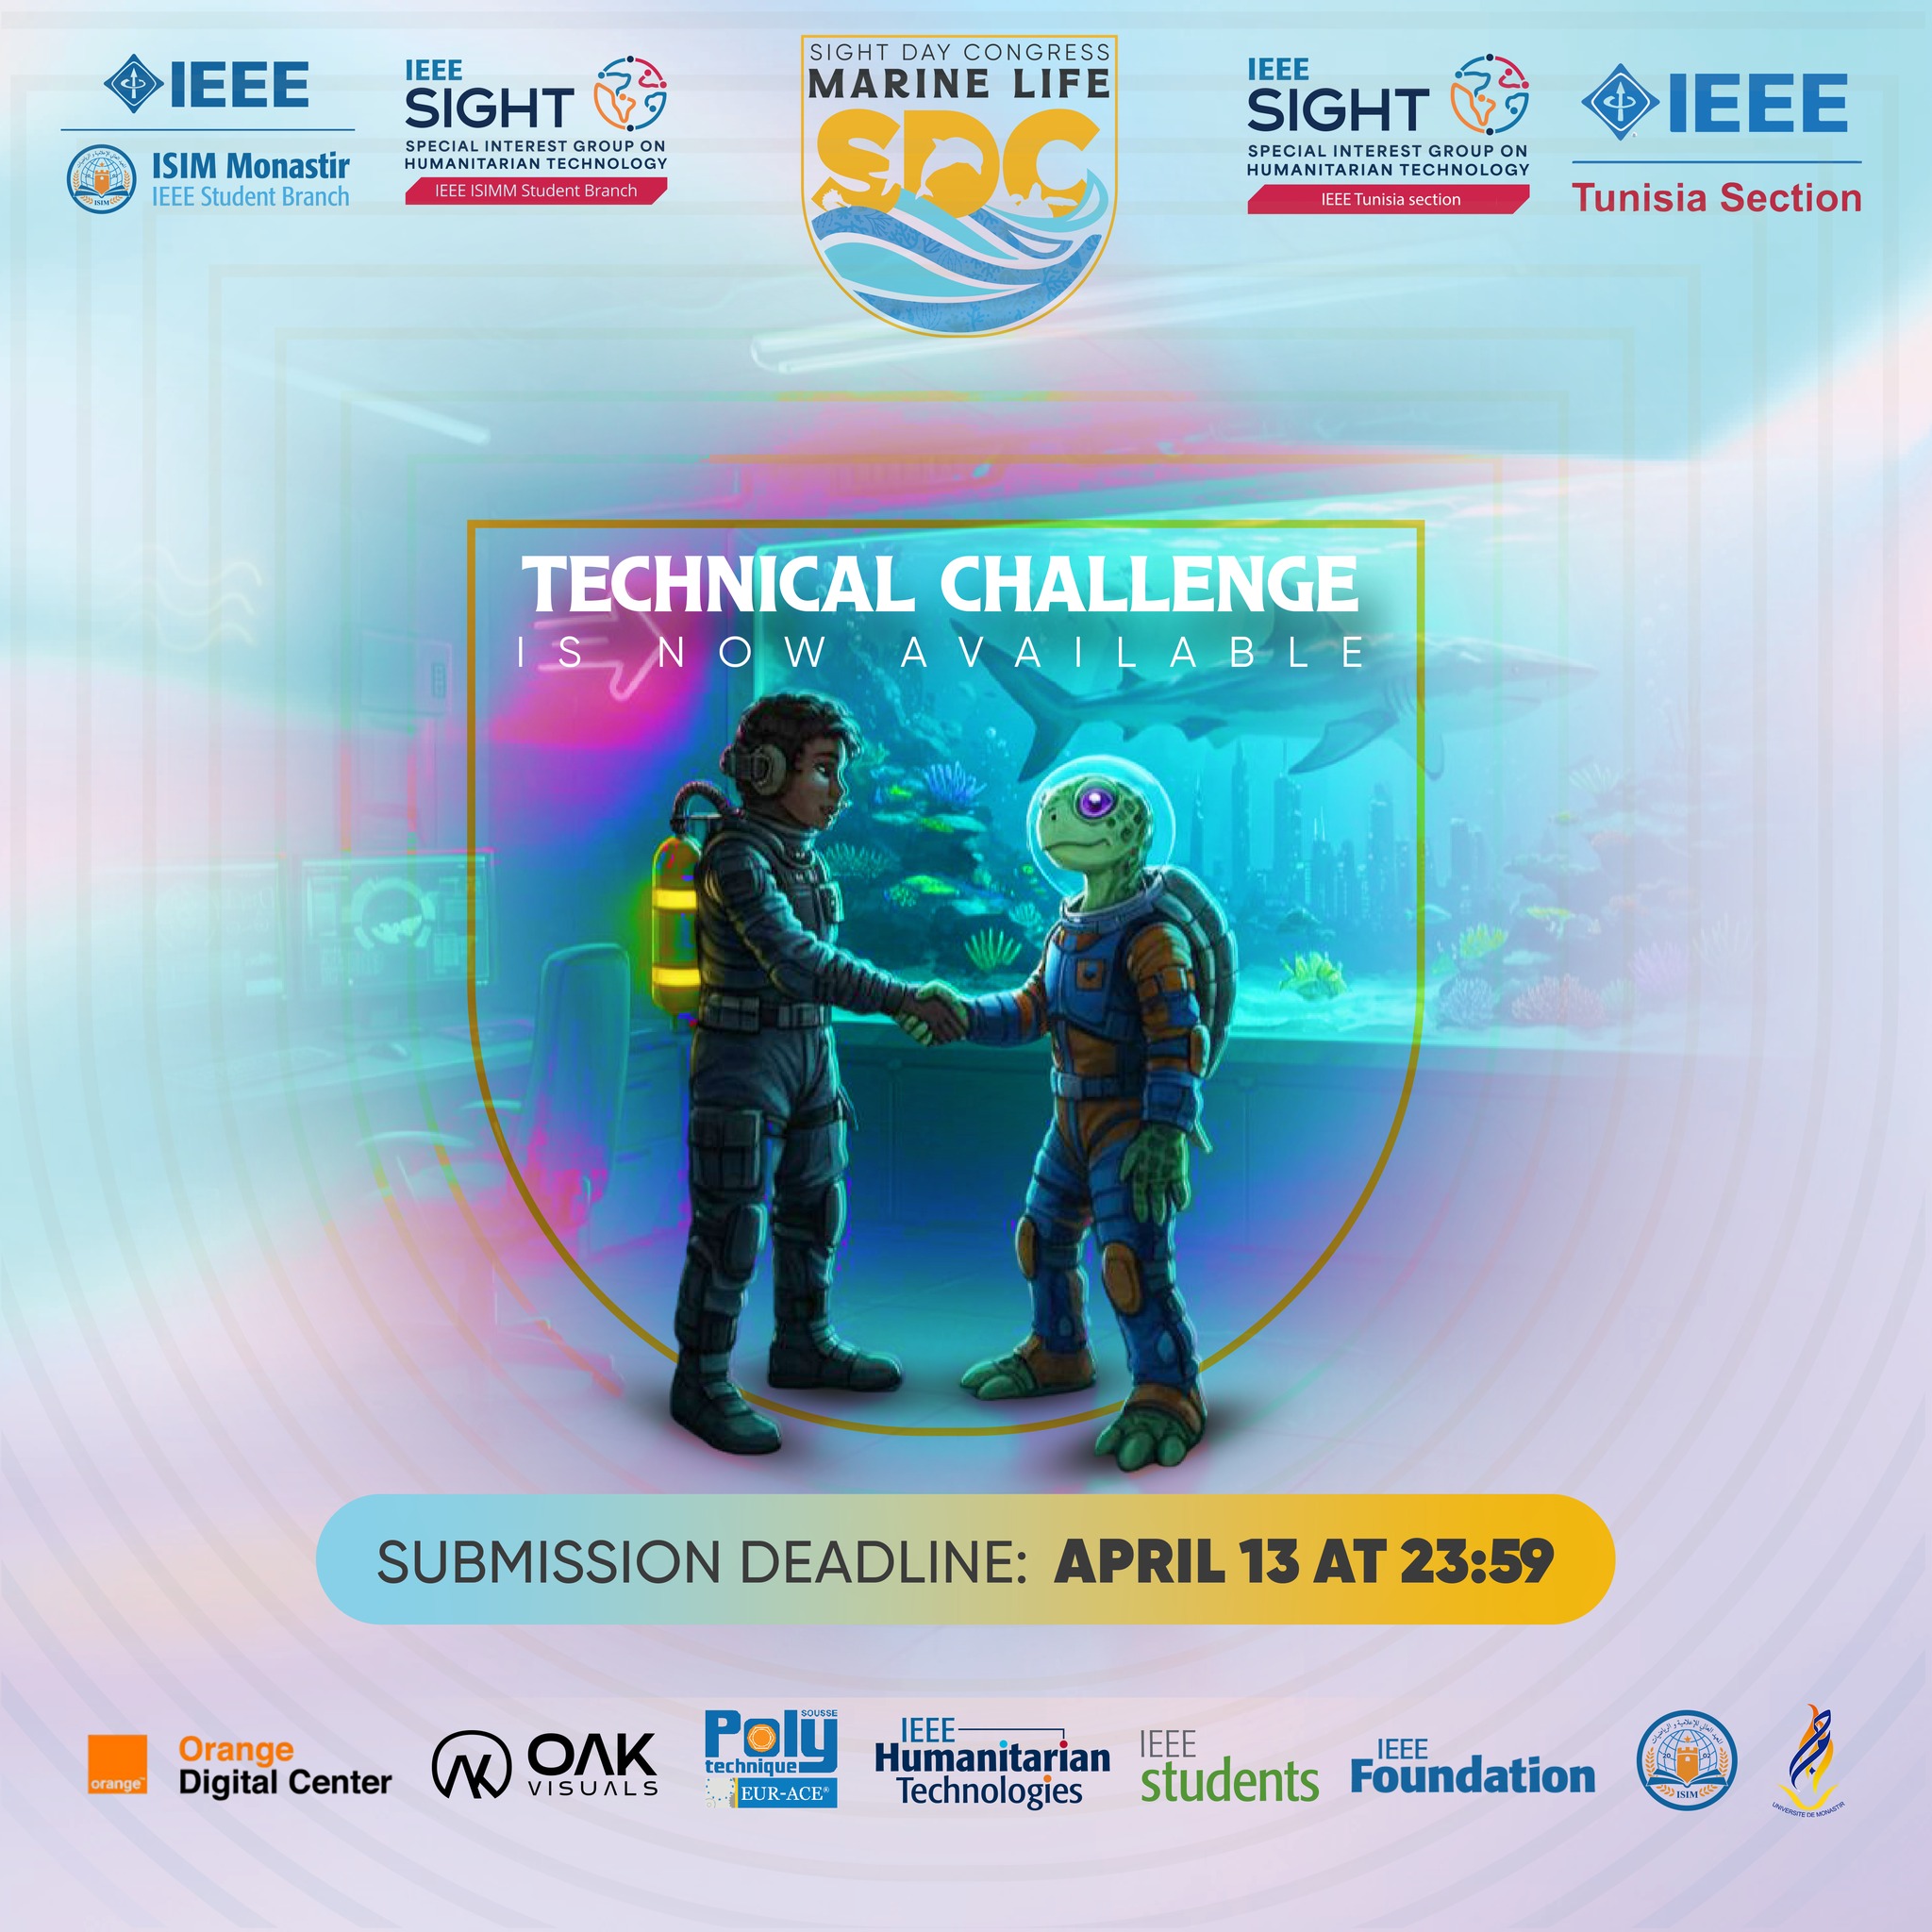 IEEE
ISIM Monastir
IEEE Student Branch
IEEE
SIGHT
SPECIAL INTEREST GROUP ON
HUMANITARIAN TECHNOLOGY
IEEE ISIMM Student Branch
SIGHT DAY CONGRESS
MARINE LIFE
SDC
IEEE
SIGHT
SPECIAL INTEREST GROUP ON
HUMANITARIAN TECHNOLOGY
IEEE Tunisia section
IEEE
Tunisia Section
TECHNICAL CHALLENGE
IS NOW AVAILABLE
SUBMISSION DEADLINE: APRIL 13 AT 23:59
orange™
Orange
Digital Center
OAK
VISUALS
SOUSSE
Poly
technique
EUR-ACE®
IEEE
Humanitarian
Technologies
IEEE
students
IEEE
Foundation
ISIM
UNIVERSITE DE MONASTIR